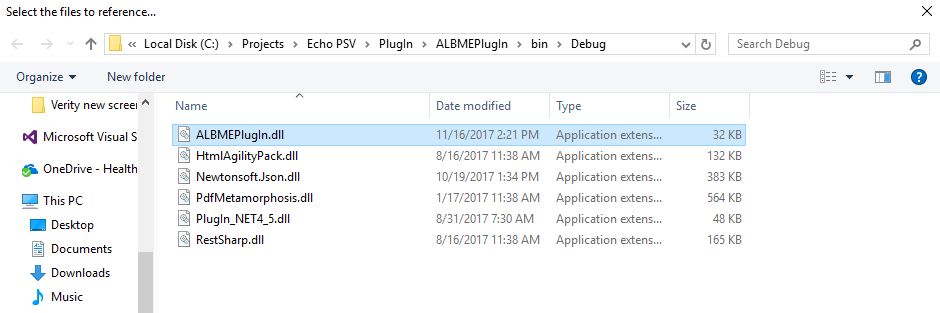 Select the files to reference...
Local Disk (C:) Projects Echo PSV PlugIn ALBMEPlugIn bin Debug Search Debug
Organize New folder
Name Date modified Type Size
Verity new screen
Microsoft Visual S
OneDrive - Health
This PC
Desktop
Documents
Downloads
Music
ALBMEPlugIn.dll 11/16/2017 2:21 PM Application extens... 32 KB
HtmlAgilityPack.dll 8/16/2017 11:38 AM Application extens... 132 KB
Newtonsoft.Json.dll 10/19/2017 1:34 PM Application extens... 383 KB
PdfMetamorphosis.dll 1/17/2017 11:38 AM Application extens... 564 KB
PlugIn_NET4_5.dll 8/31/2017 7:30 AM Application extens... 48 KB
RestSharp.dll 8/16/2017 11:38 AM Application extens... 165 KB